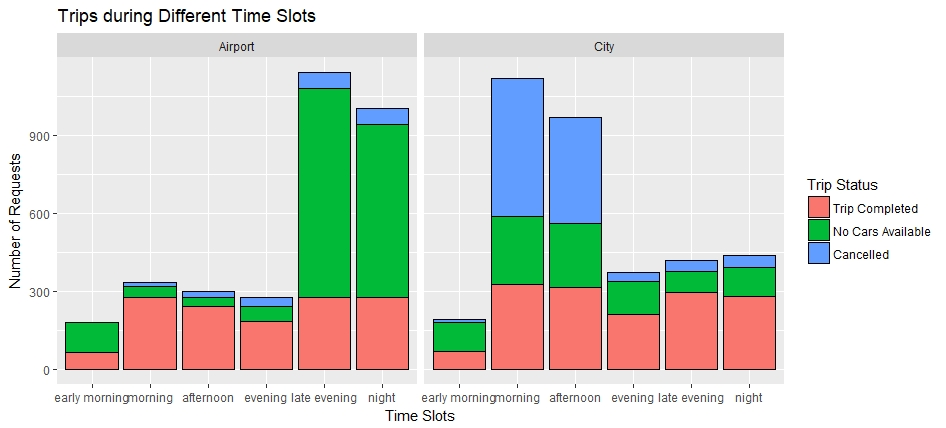 Trips during Different Time Slots
Airport
City
Number of Requests
900
600
300
0
early morning morning afternoon evening late evening night
early morning morning afternoon evening late evening night
Time Slots
Trip Status
Trip Completed
No Cars Available
Cancelled